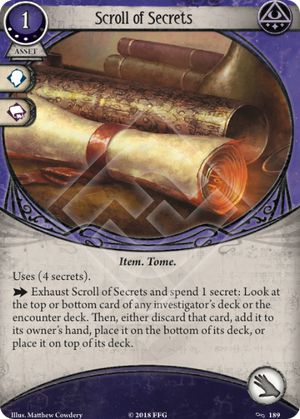 1
Scroll of Secrets
ASSET
Item. Tome.
Uses (4 secrets).
Exhaust Scroll of Secrets and spend 1 secret: Look at
the top or bottom card of any investigator's deck or the
encounter deck. Then, either discard that card, add it to
its owner's hand, place it on the bottom of its deck, or
place it on top of its deck.
Illus. Matthew Cowdery © 2018 FFG 189